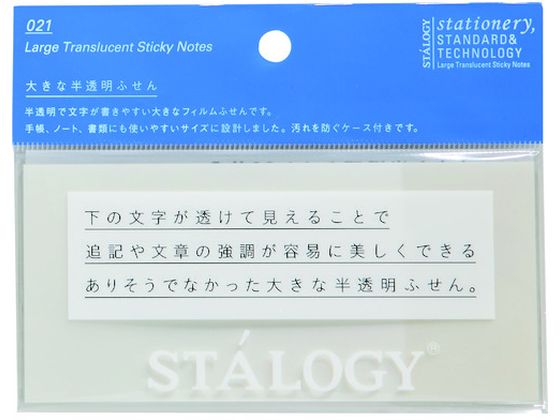 021
Large Translucent Sticky Notes
大きな半透明ふせん
半透明で文字が書きやすい大きなフィルムふせんです。
手帳、ノート、書類にも使いやすいサイズに設計しました。汚れを防ぐケース付きです。
STÁLOGY
stationery,
STANDARD &
TECHNOLOGY
Large Translucent Sticky Notes
下の文字が透けて見えることで
追記や文章の強調が容易に美しくできる
ありそうでなかった大きな半透明ふせん。
STÁLOGY®